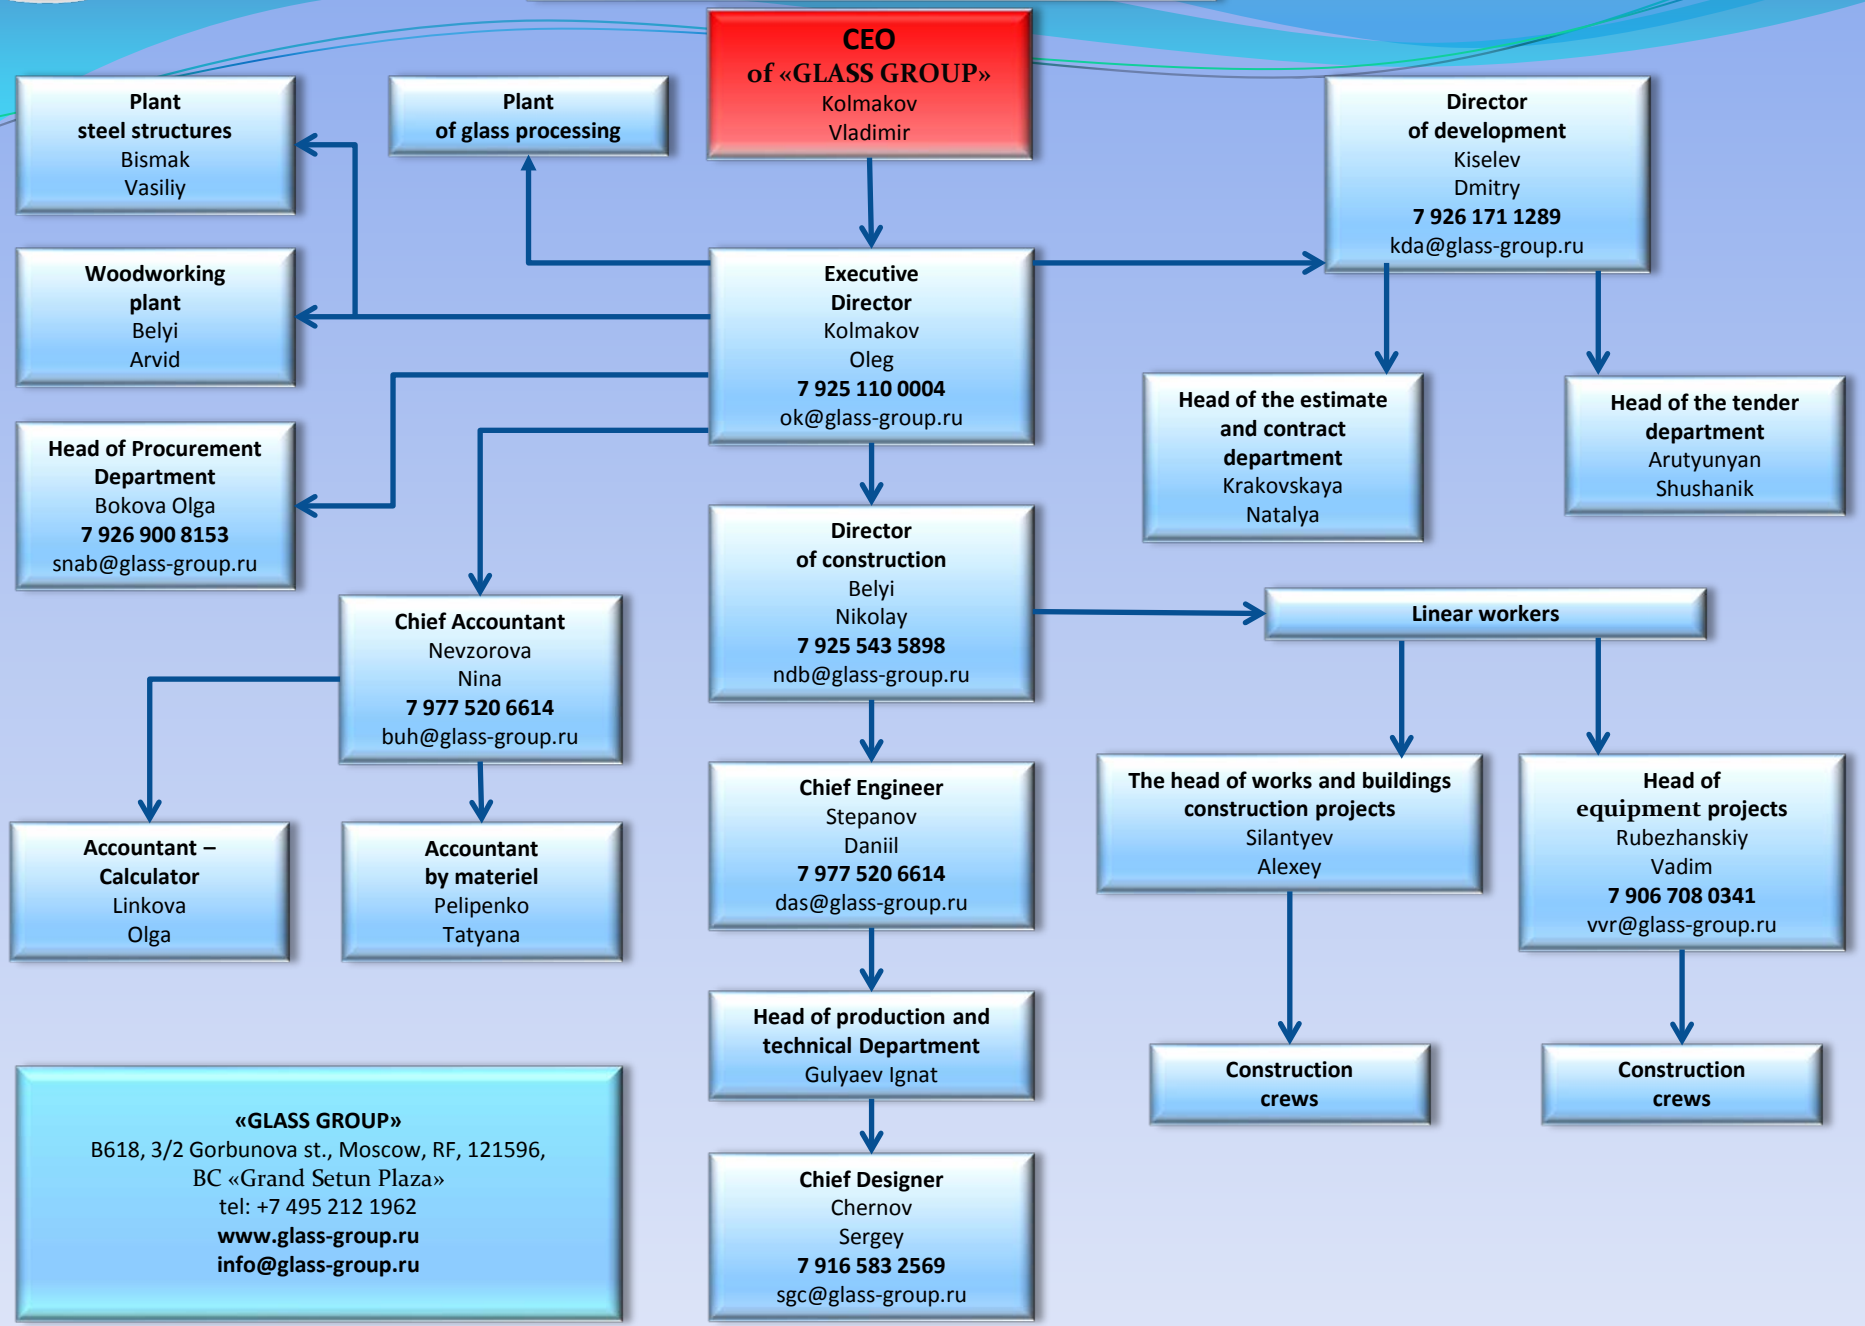 CEO
of «GLASS GROUP»
Kolmakov
Vladimir
Plant
steel structures
Bismak
Vasiliy
Plant
of glass processing
Director
of development
Kiselev
Dmitry
7 926 171 1289
kda@glass-group.ru
Woodworking
plant
Belyi
Arvid
Executive
Director
Kolmakov
Oleg
7 925 110 0004
ok@glass-group.ru
Head of the estimate
and contract
department
Krakovskaya
Natalya
Head of the tender
department
Arutyunyan
Shushanik
Head of Procurement
Department
Bokova Olga
7 926 900 8153
snab@glass-group.ru
Director
of construction
Belyi
Nikolay
7 925 543 5898
ndb@glass-group.ru
Linear workers
Chief Accountant
Nevzorova
Nina
7 977 520 6614
buh@glass-group.ru
Chief Engineer
Stepanov
Daniil
7 977 520 6614
das@glass-group.ru
The head of works and buildings
construction projects
Silantyev
Alexey
Head of
equipment projects
Rubezhanskiy
Vadim
7 906 708 0341
vvr@glass-group.ru
Accountant –
Calculator
Linkova
Olga
Accountant
by materiel
Pelipenko
Tatyana
Head of production and
technical Department
Gulyaev Ignat
Construction
crews
Construction
crews
«GLASS GROUP»
B618, 3/2 Gorbunova st., Moscow, RF, 121596,
BC «Grand Setun Plaza»
tel: +7 495 212 1962
www.glass-group.ru
info@glass-group.ru
Chief Designer
Chernov
Sergey
7 916 583 2569
sgc@glass-group.ru